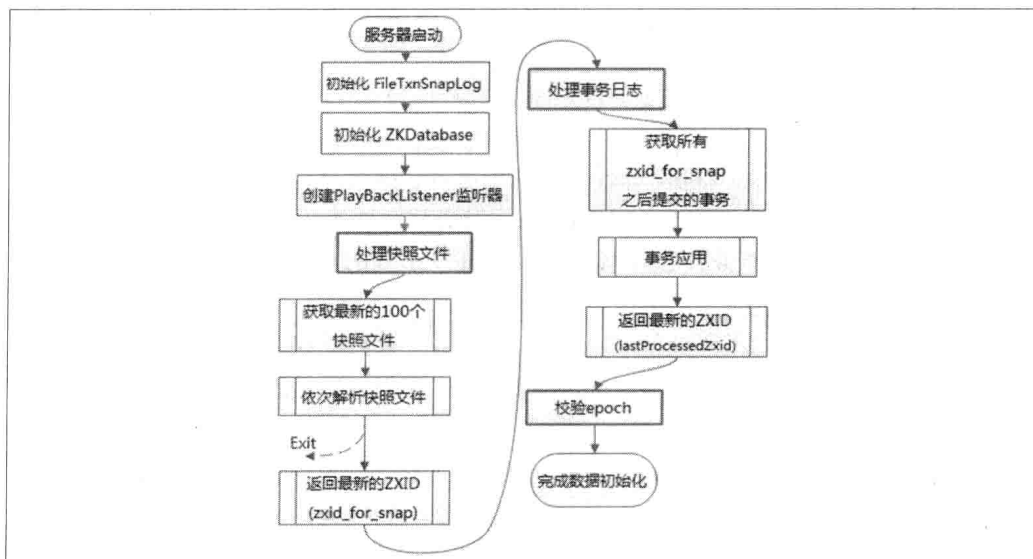 服务器启动
初始化 FileTxnSnapLog
初始化 ZKDatabase
创建PlayBackListener监听器
处理快照文件
获取最新的100个
快照文件
依次解析快照文件
Exit
返回最新的ZXID
(zxid_for_snap)
处理事务日志
获取所有
zxid_for_snap
之后提交的事务
事务应用
返回最新的ZXID
(lastProcessedZxid)
校验epoch
完成数据初始化